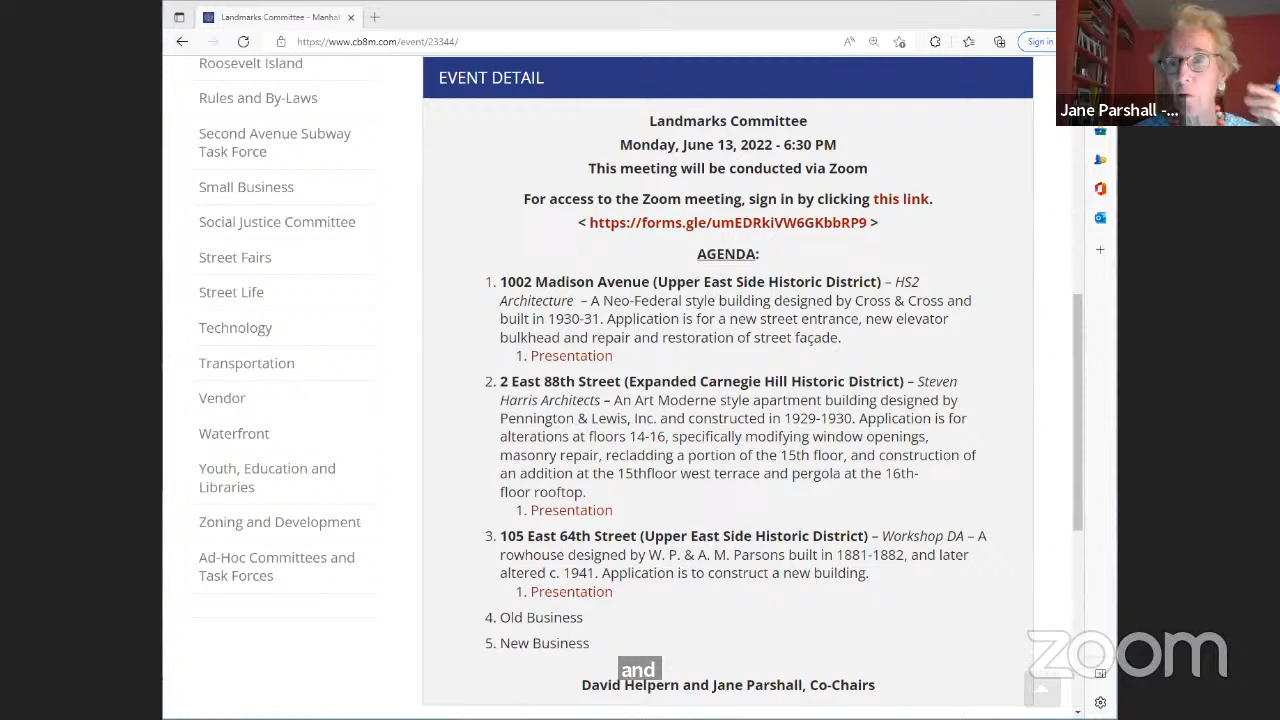 Landmarks Committee - Manha
https://www.cb8m.com/event/23344/
Sign in
Jane Parshall -...
Roosevelt Island
Rules and By-Laws
Second Avenue Subway
Task Force
Small Business
Social Justice Committee
Street Fairs
Street Life
Technology
Transportation
Vendor
Waterfront
Youth, Education and
Libraries
Zoning and Development
Ad-Hoc Committees and
Task Forces
EVENT DETAIL
Landmarks Committee
Monday, June 13, 2022 - 6:30 PM
This meeting will be conducted via Zoom
For access to the Zoom meeting, sign in by clicking this link.
< https://forms.gle/umEDRkiVW6GKbbRP9 >
AGENDA:
1. 1002 Madison Avenue (Upper East Side Historic District) – HS2
Architecture – A Neo-Federal style building designed by Cross & Cross and
built in 1930-31. Application is for a new street entrance, new elevator
bulkhead and repair and restoration of street façade.
1. Presentation
2. 2 East 88th Street (Expanded Carnegie Hill Historic District) – Steven
Harris Architects – An Art Moderne style apartment building designed by
Pennington & Lewis, Inc. and constructed in 1929-1930. Application is for
alterations at floors 14-16, specifically modifying window openings,
masonry repair, recladding a portion of the 15th floor, and construction of
an addition at the 15thfloor west terrace and pergola at the 16th-
floor rooftop.
1. Presentation
3. 105 East 64th Street (Upper East Side Historic District) – Workshop DA – A
rowhouse designed by W. P. & A. M. Parsons built in 1881-1882, and later
altered c. 1941. Application is to construct a new building.
1. Presentation
4. Old Business
5. New Business
and
David Helpern and Jane Parshall, Co-Chairs
zoom